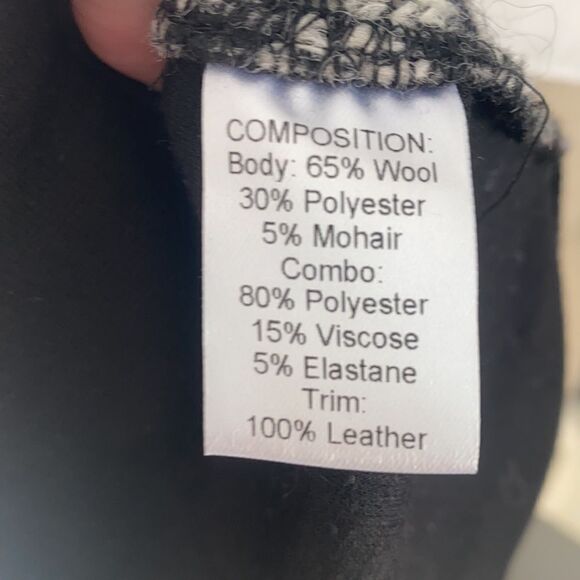 COMPOSITION:
Body: 65% Wool
30% Polyester
5% Mohair
Combo:
80% Polyester
15% Viscose
5% Elastane
Trim:
100% Leather